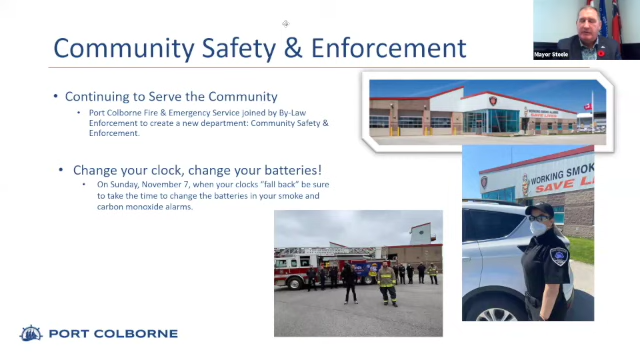 Community Safety & Enforcement
Mayor Steele
• Continuing to Serve the Community
• Port Colborne Fire & Emergency Service joined by By-Law
Enforcement to create a new department: Community Safety &
Enforcement.
• Change your clock, change your batteries!
• On Sunday, November 7, when your clocks "fall back" be sure
to take the time to change the batteries in your smoke and
carbon monoxide alarms.
WORKING SMOKE
SAVE L
PORT COLBORNE